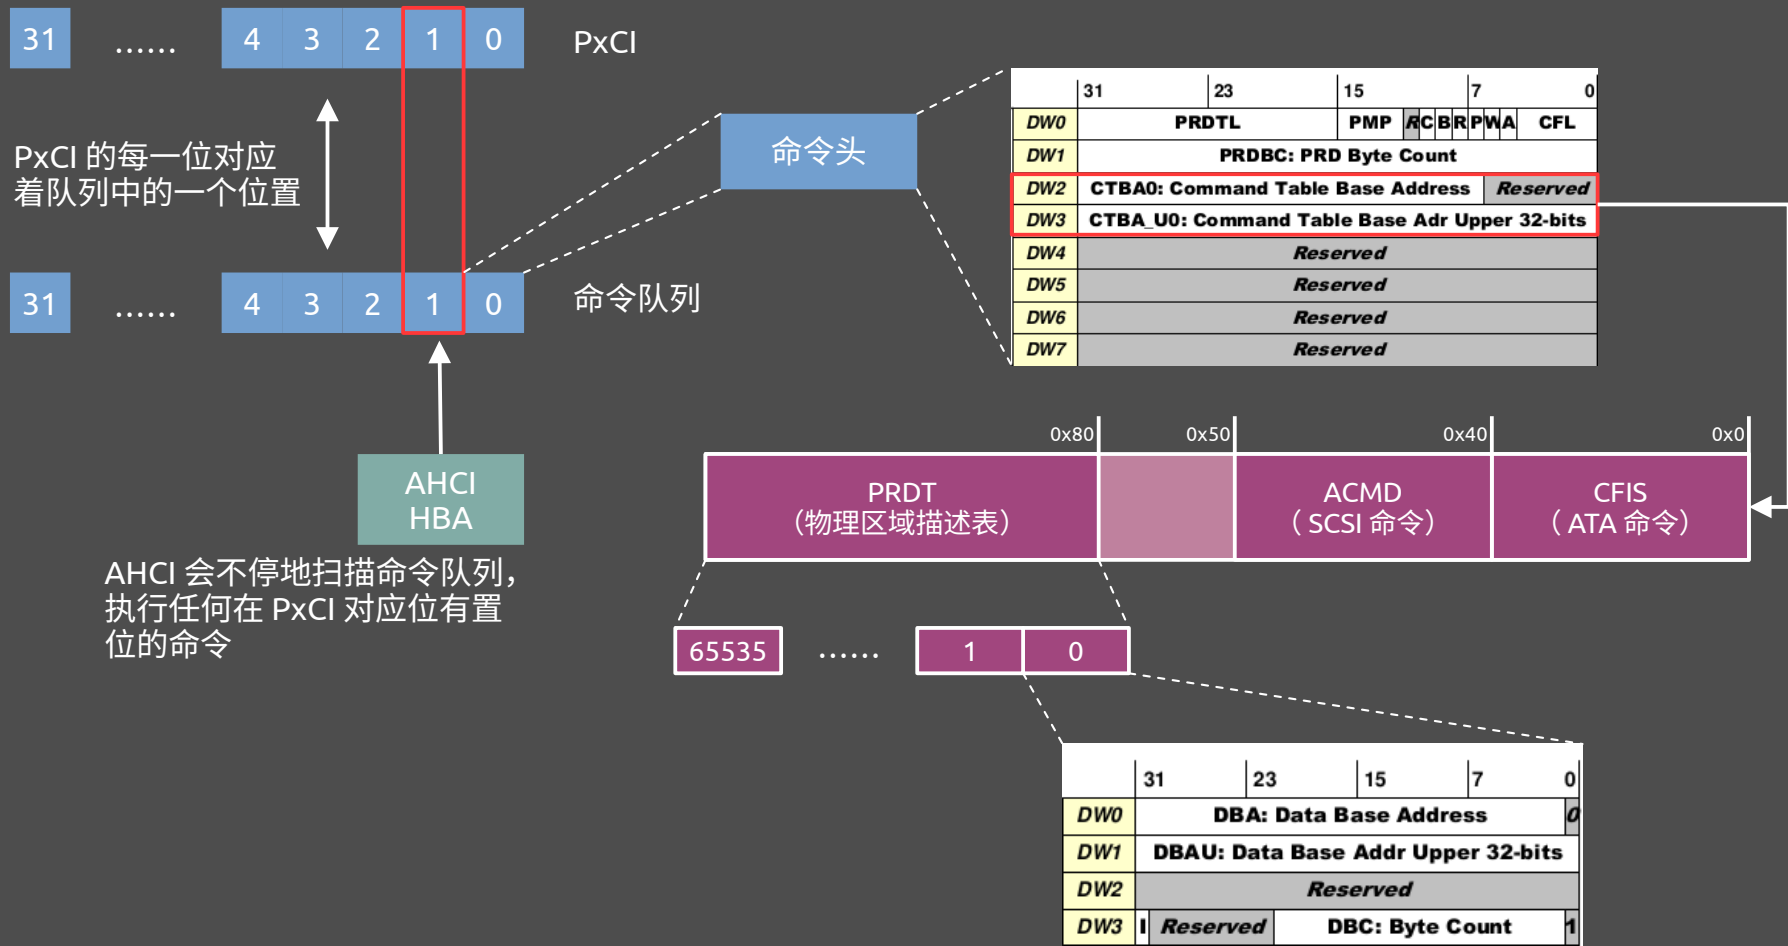 31 ...... 4 3 2 1 0 PxCI
PxCI 的每一位对应
着队列中的一个位置
31 ...... 4 3 2 1 0 命令队列
AHCI
HBA
AHCI 会不停地扫描命令队列，
执行任何在 PxCI 对应位有置
位的命令
命令头
31 23 15 7 0
DW0 PRDTL PMP R C B R P W A CFL
DW1 PRDBC: PRD Byte Count
DW2 CTBA0: Command Table Base Address Reserved
DW3 CTBA_U0: Command Table Base Adr Upper 32-bits
DW4 Reserved
DW5 Reserved
DW6 Reserved
DW7 Reserved
0x80 0x50 0x40 0x0
PRDT
（物理区域描述表）
ACMD
（ SCSI 命令）
CFIS
（ ATA 命令）
65535 ...... 1 0
31 23 15 7 0
DW0 DBA: Data Base Address 0
DW1 DBAU: Data Base Addr Upper 32-bits
DW2 Reserved
DW3 I Reserved DBC: Byte Count 1